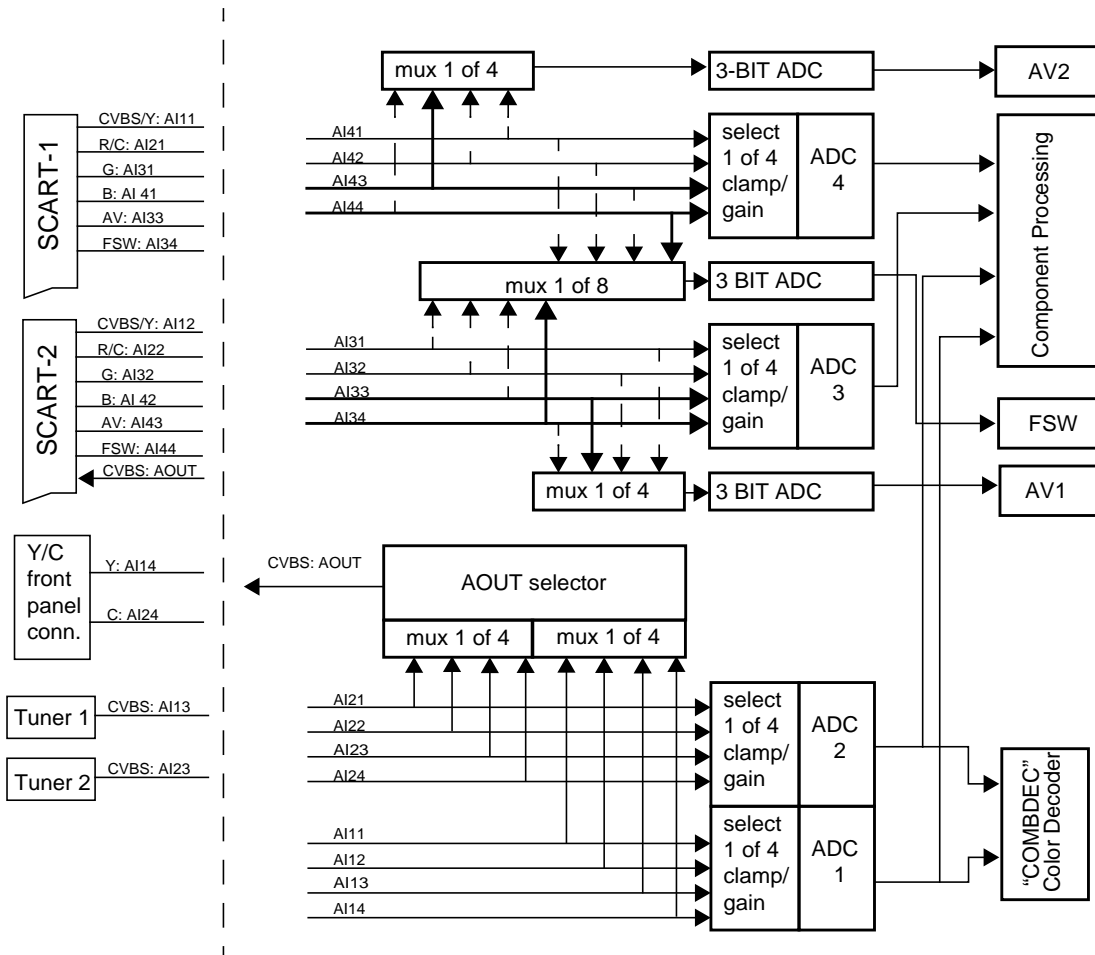 SCART-1
CVBS/Y: AI11
R/C: AI21
G: AI31
B: AI 41
AV: AI33
FSW: AI34
SCART-2
CVBS/Y: AI12
R/C: AI22
G: AI32
B: AI 42
AV: AI43
FSW: AI44
CVBS: AOUT
Y/C
front
panel
conn.
Y: AI14
C: AI24
Tuner 1
CVBS: AI13
Tuner 2
CVBS: AI23
mux 1 of 4
3-BIT ADC
AV2
AI41
AI42
AI43
AI44
select
1 of 4
clamp/
gain
ADC
4
Component Processing
mux 1 of 8
3 BIT ADC
AI31
AI32
AI33
AI34
select
1 of 4
clamp/
gain
ADC
3
FSW
mux 1 of 4
3 BIT ADC
AV1
CVBS: AOUT
AOUT selector
mux 1 of 4
mux 1 of 4
AI21
AI22
AI23
AI24
select
1 of 4
clamp/
gain
ADC
2
AI11
AI12
AI13
AI14
select
1 of 4
clamp/
gain
ADC
1
“COMBDEC”
Color Decoder